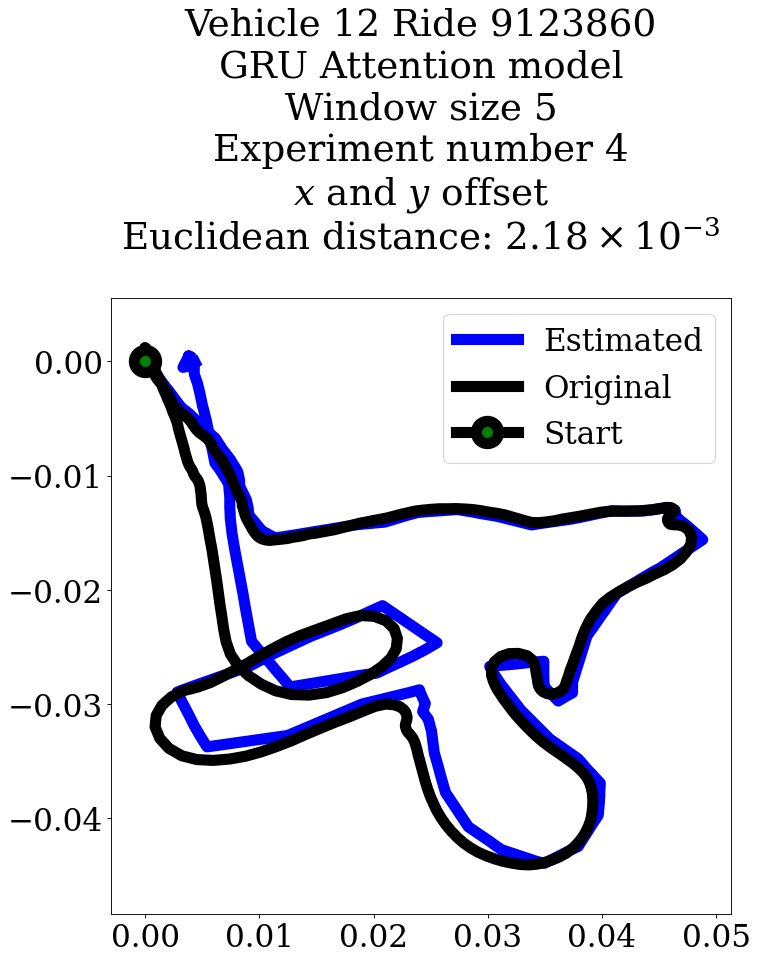 Vehicle 12 Ride 9123860
GRU Attention model
Window size 5
Experiment number 4
x and y offset
Euclidean distance: 2.18 × 10⁻³
Estimated
Original
Start
0.00
−0.01
−0.02
−0.03
−0.04
0.00 0.01 0.02 0.03 0.04 0.05